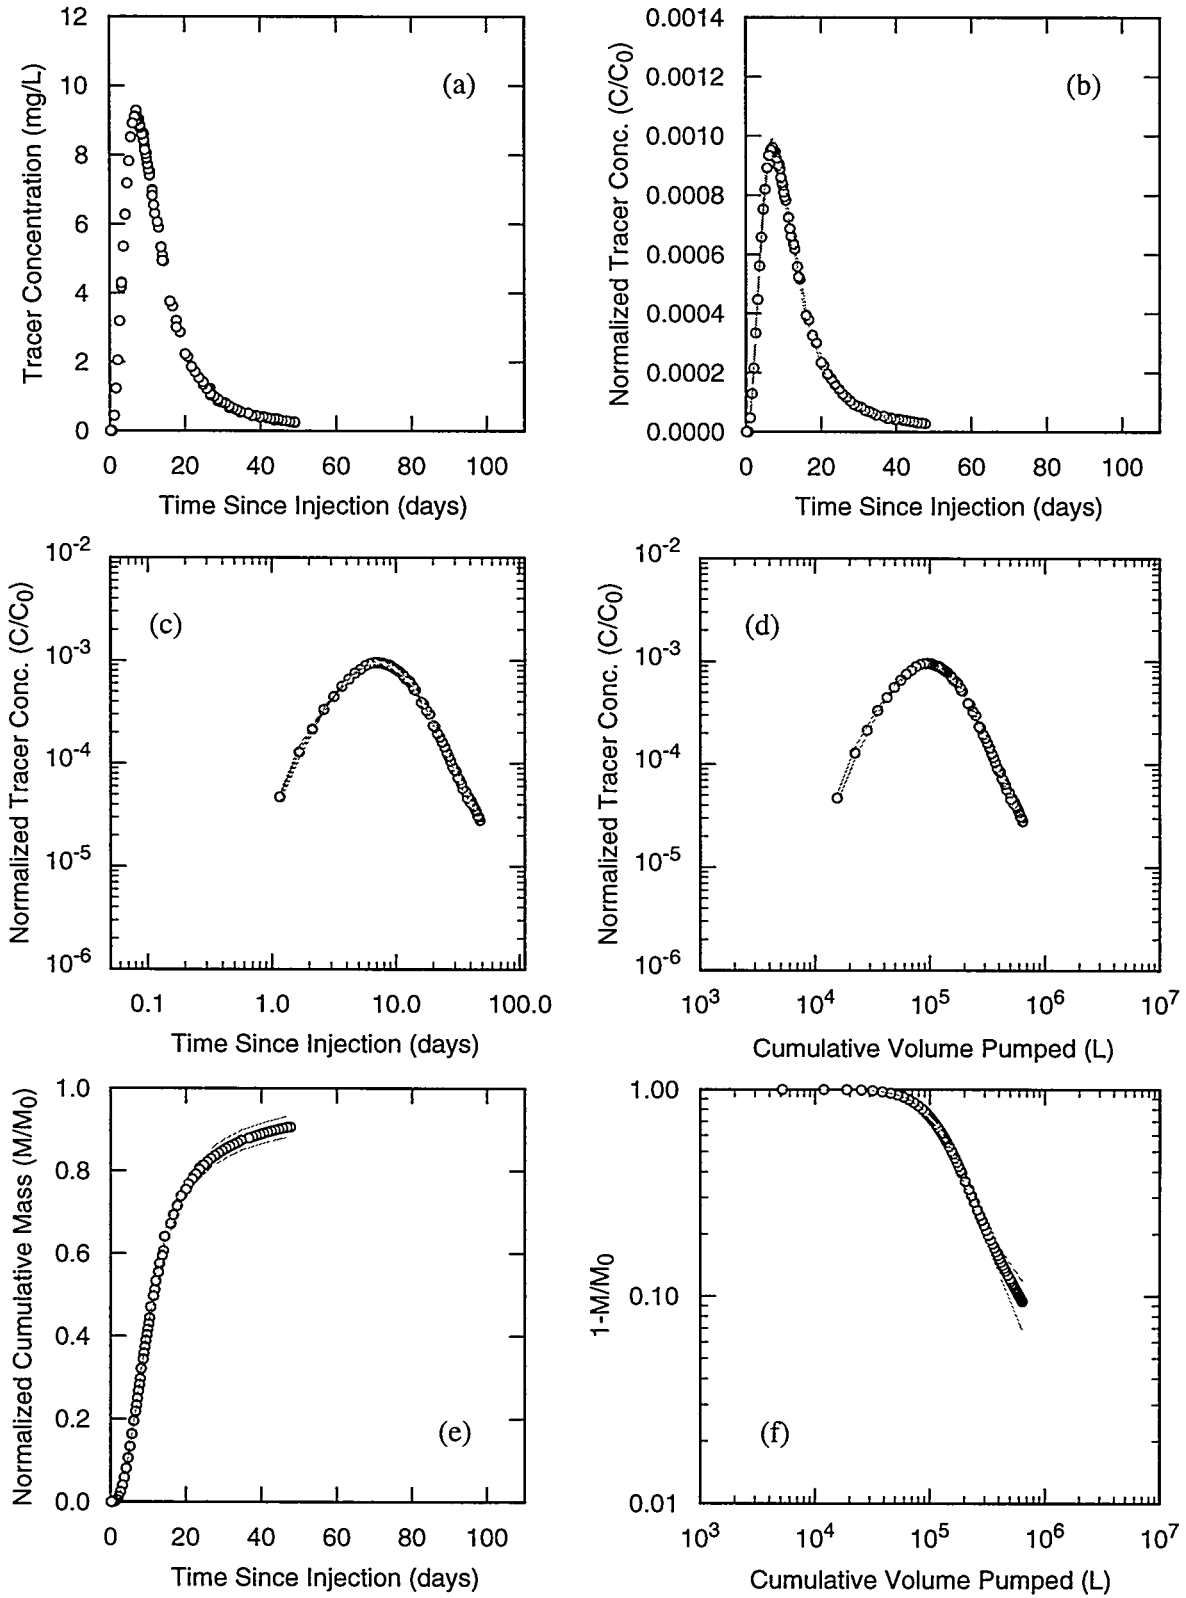 12
10
8
6
4
2
0
Tracer Concentration (mg/L)
(a)
0 20 40 60 80 100
Time Since Injection (days)
0.0014
0.0012
0.0010
0.0008
0.0006
0.0004
0.0002
0.0000
Normalized Tracer Conc. (C/C0)
(b)
0 20 40 60 80 100
Time Since Injection (days)
10-2
10-3
10-4
10-5
10-6
Normalized Tracer Conc. (C/C0)
(c)
0.1 1.0 10.0 100.0
Time Since Injection (days)
10-2
10-3
10-4
10-5
10-6
Normalized Tracer Conc. (C/C0)
(d)
103 104 105 106 107
Cumulative Volume Pumped (L)
1.0
0.8
0.6
0.4
0.2
0.0
Normalized Cumulative Mass (M/M0)
(e)
0 20 40 60 80 100
Time Since Injection (days)
1.00
0.10
0.01
1-M/M0
(f)
103 104 105 106 107
Cumulative Volume Pumped (L)